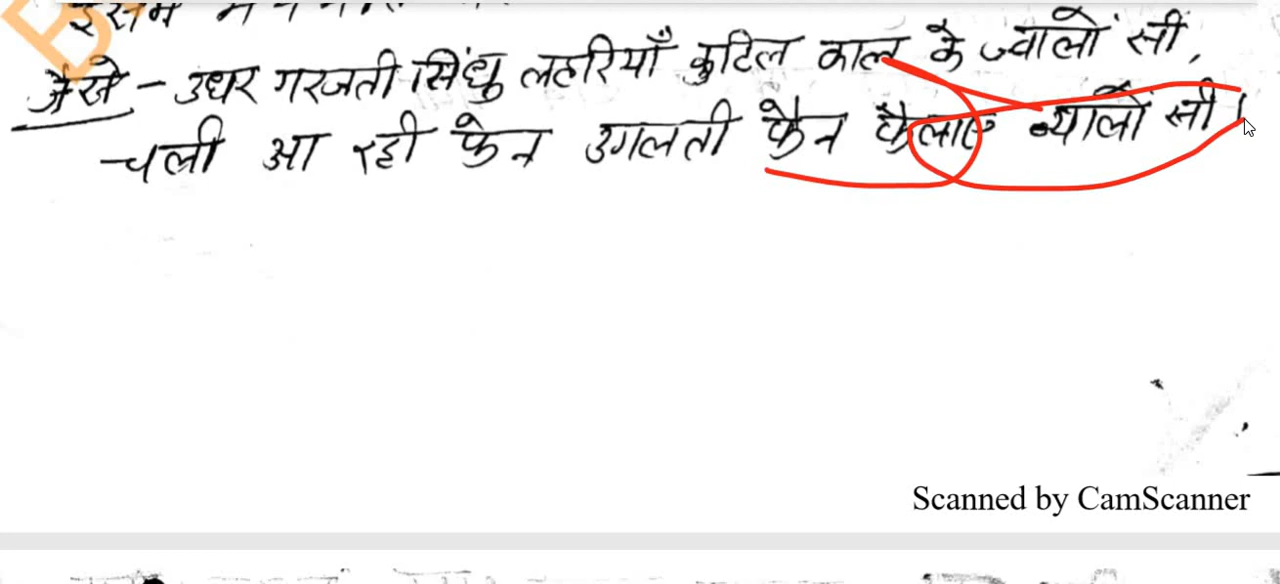 जैसे - उधर गरजती सिंधु लहरियाँ कुटिल काल के ज्वालों सी,
चली आ रही फेन उगलती फैन फैलाए व्यालों सी।
Scanned by CamScanner